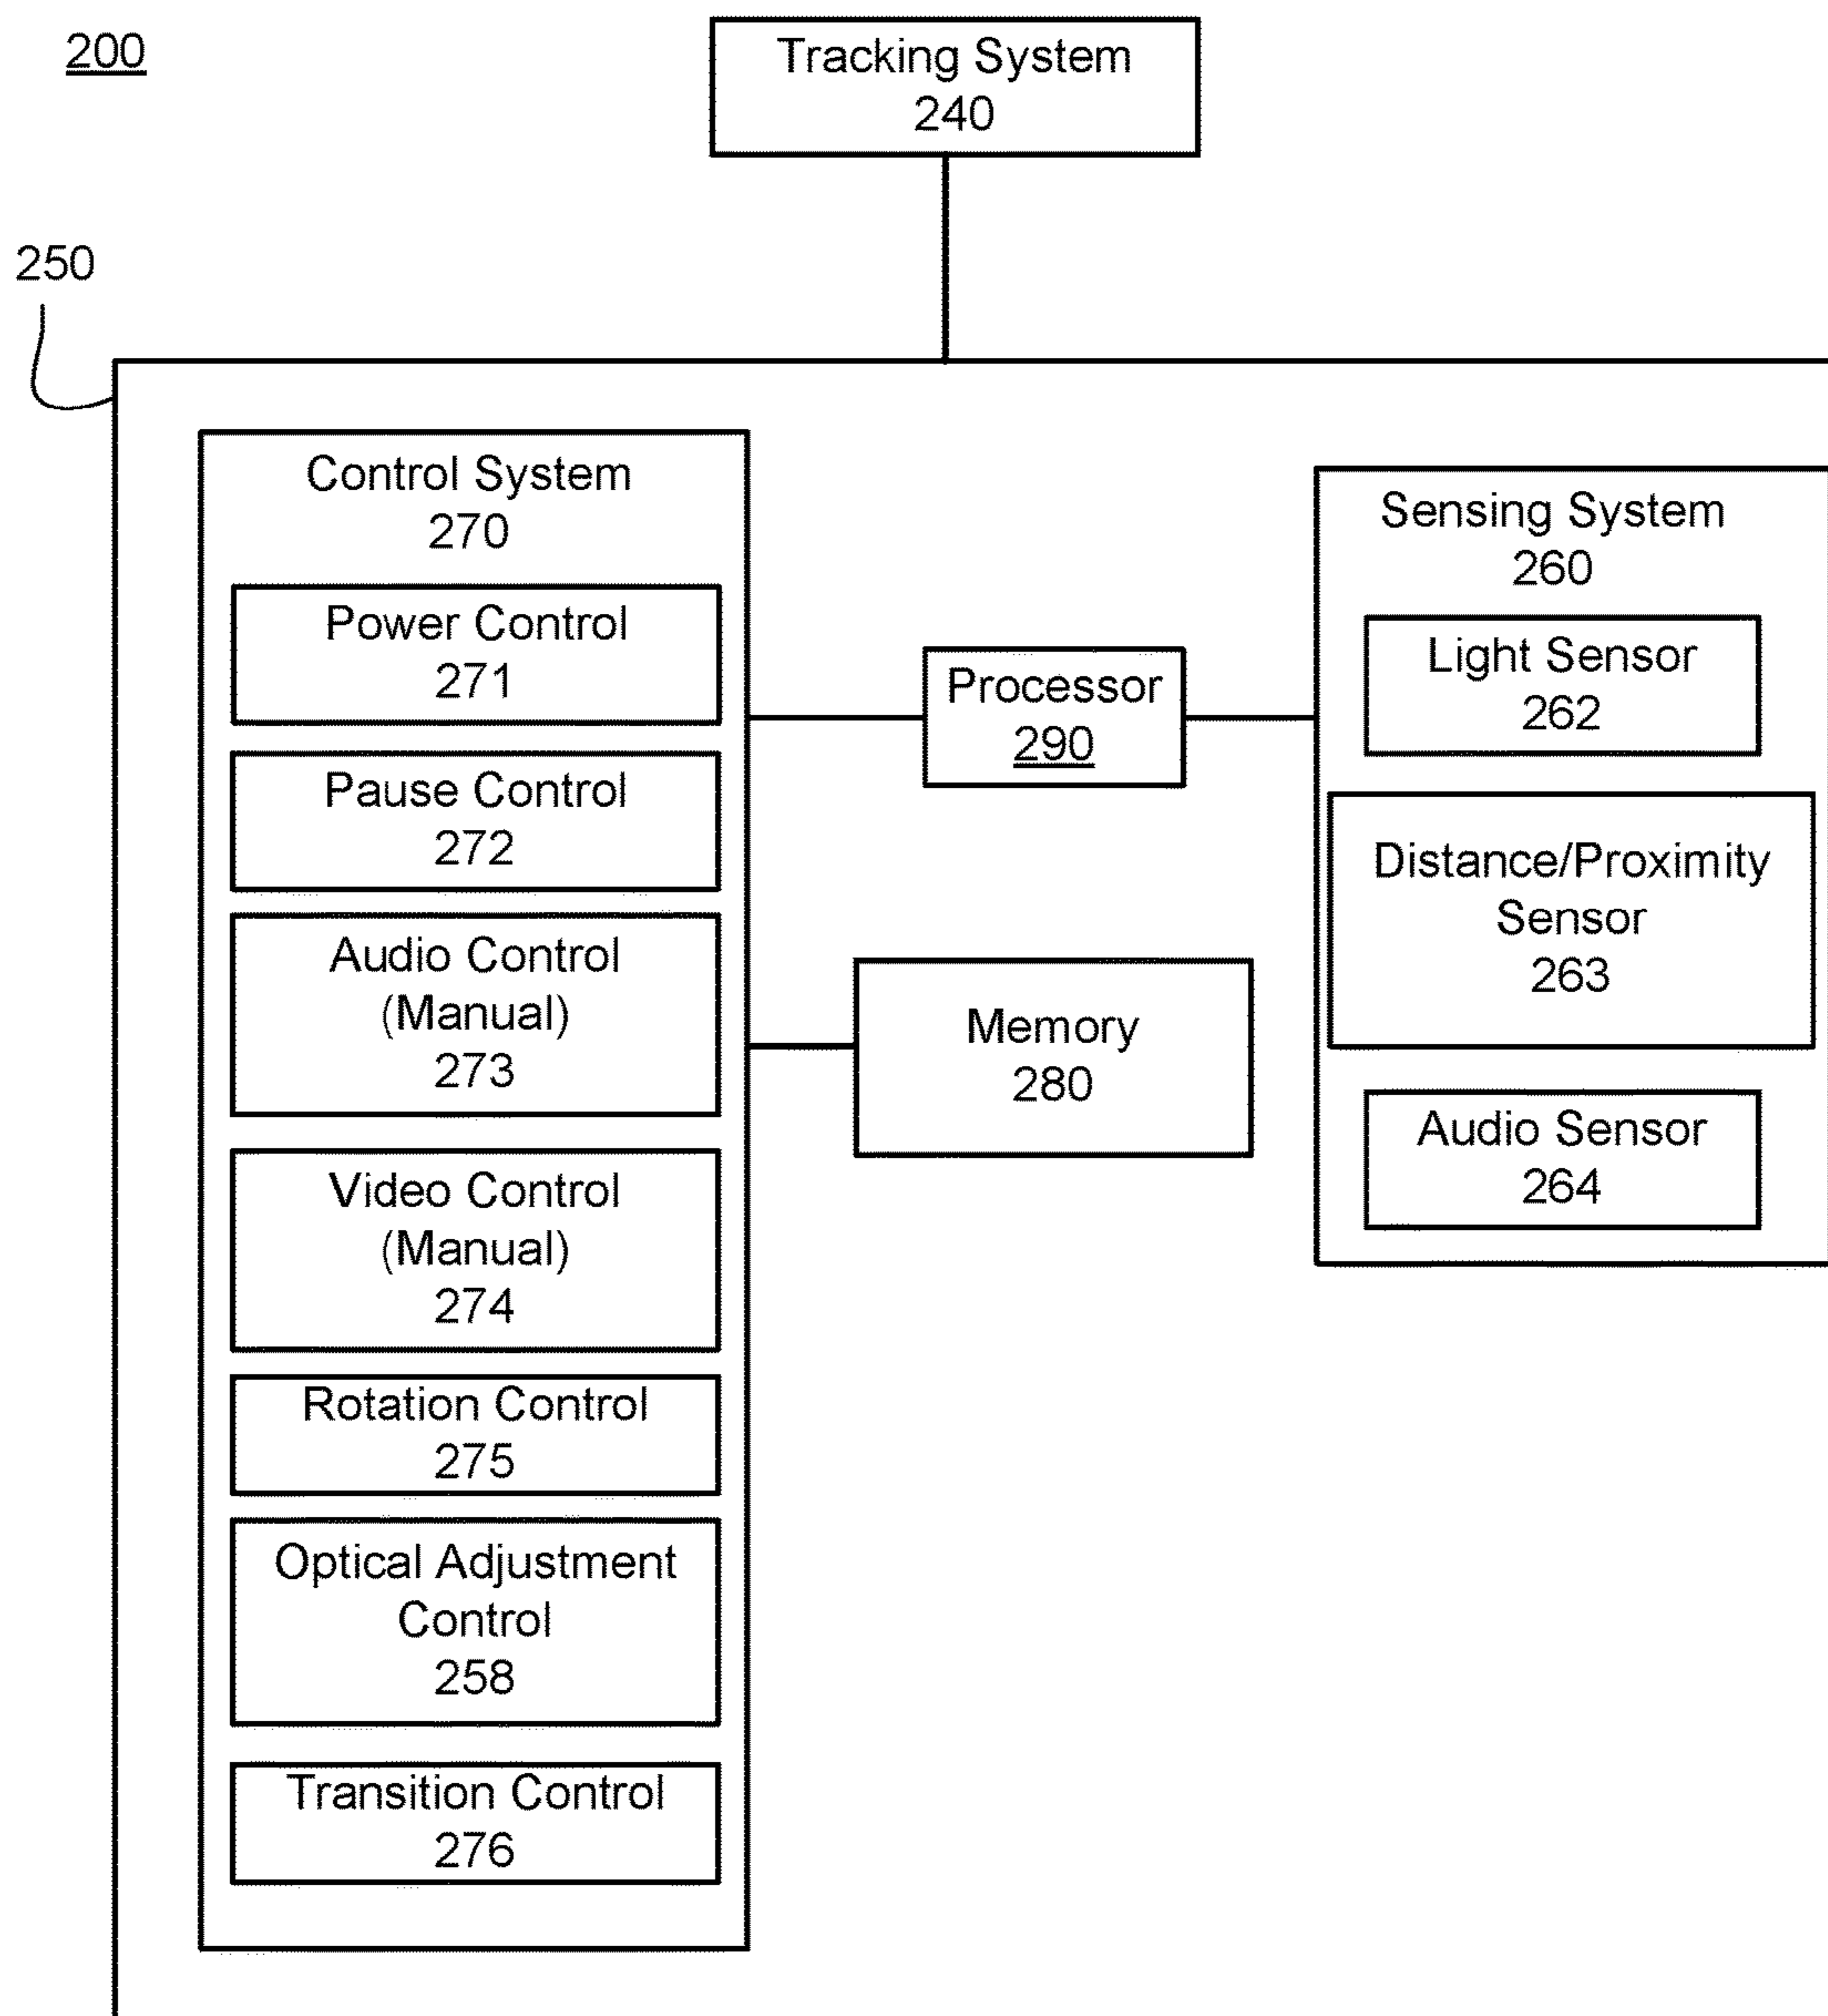 200
Tracking System
240
250
Control System
270
Power Control
271
Pause Control
272
Audio Control
(Manual)
273
Video Control
(Manual)
274
Rotation Control
275
Optical Adjustment
Control
258
Transition Control
276
Processor
290
Memory
280
Sensing System
260
Light Sensor
262
Distance/Proximity
Sensor
263
Audio Sensor
264